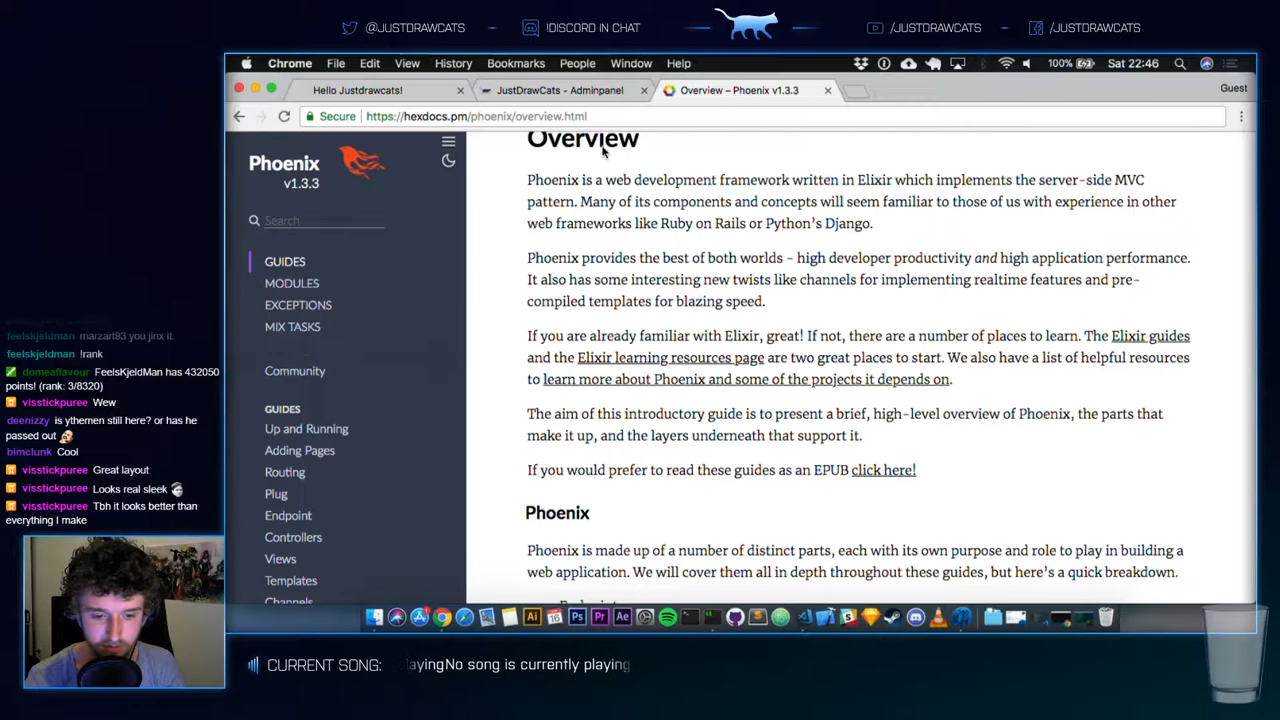 @JUSTDRAWCATS
!DISCORD IN CHAT
/JUSTDRAWCATS
/JUSTDRAWCATS
Chrome File Edit View History Bookmarks People Window Help
100% Sat 22:46
Hello Justdrawcats!
JustDrawCats - Adminpanel
Overview – Phoenix v1.3.3
Guest
Secure https://hexdocs.pm/phoenix/overview.html
Phoenix
v1.3.3
Search
GUIDES
MODULES
EXCEPTIONS
MIX TASKS
Community
GUIDES
Up and Running
Adding Pages
Routing
Plug
Endpoint
Controllers
Views
Templates
Channels
Overview
Phoenix is a web development framework written in Elixir which implements the server-side MVC
pattern. Many of its components and concepts will seem familiar to those of us with experience in other
web frameworks like Ruby on Rails or Python's Django.
Phoenix provides the best of both worlds - high developer productivity and high application performance.
It also has some interesting new twists like channels for implementing realtime features and pre-
compiled templates for blazing speed.
If you are already familiar with Elixir, great! If not, there are a number of places to learn. The Elixir guides
and the Elixir learning resources page are two great places to start. We also have a list of helpful resources
to learn more about Phoenix and some of the projects it depends on.
The aim of this introductory guide is to present a brief, high-level overview of Phoenix, the parts that
make it up, and the layers underneath that support it.
If you would prefer to read these guides as an EPUB click here!
Phoenix
Phoenix is made up of a number of distinct parts, each with its own purpose and role to play in building a
web application. We will cover them all in depth throughout these guides, but here's a quick breakdown.
feelskjeldman marzart93 you jinx it.
feelskjeldman !rank
domeaflavour FeelsKjeldMan has 432050
points! (rank: 3/8320)
visstickpuree Wew
deenizzy is ythernen still here? or has he
passed out
bimclunk Cool
visstickpuree Great layout
visstickpuree Looks real sleek
visstickpuree Tbh it looks better than
everything I make
Ai
16
Ps
Pr
Ae
CURRENT SONG:
layingNo song is currently playing